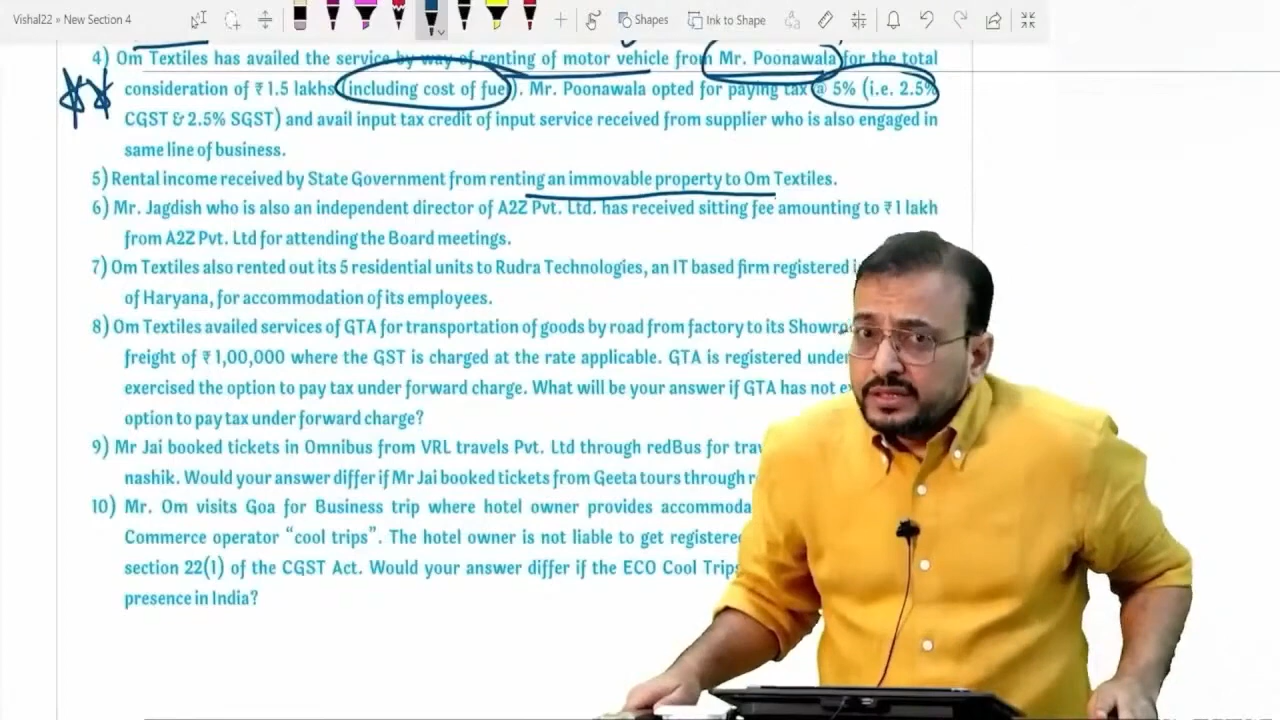 Vishal22 » New Section 4
Shapes
Ink to Shape
4) Om Textiles has availed the service by way of renting of motor vehicle from Mr. Poonawala for the total
consideration of ₹ 1.5 lakhs (including cost of fuel). Mr. Poonawala opted for paying tax @ 5% (i.e. 2.5%
CGST & 2.5% SGST) and avail input tax credit of input service received from supplier who is also engaged in
same line of business.
5) Rental income received by State Government from renting an immovable property to Om Textiles.
6) Mr. Jagdish who is also an independent director of A2Z Pvt. Ltd. has received sitting fee amounting to ₹ 1 lakh
from A2Z Pvt. Ltd for attending the Board meetings.
7) Om Textiles also rented out its 5 residential units to Rudra Technologies, an IT based firm registered
of Haryana, for accommodation of its employees.
8) Om Textiles availed services of GTA for transportation of goods by road from factory to its
freight of ₹ 1,00,000 where the GST is charged at the rate applicable. GTA is registered under
exercised the option to pay tax under forward charge. What will be your answer if GTA has not
option to pay tax under forward charge?
9) Mr Jai booked tickets in Omnibus from VRL travels Pvt. Ltd through redBus for
nashik. Would your answer differ if Mr Jai booked tickets from Geeta tours through
10) Mr. Om visits Goa for Business trip where hotel owner provides
Commerce operator "cool trips". The hotel owner is not liable to get registered
section 22(1) of the CGST Act. Would your answer differ if the ECO Cool Trips
presence in India?